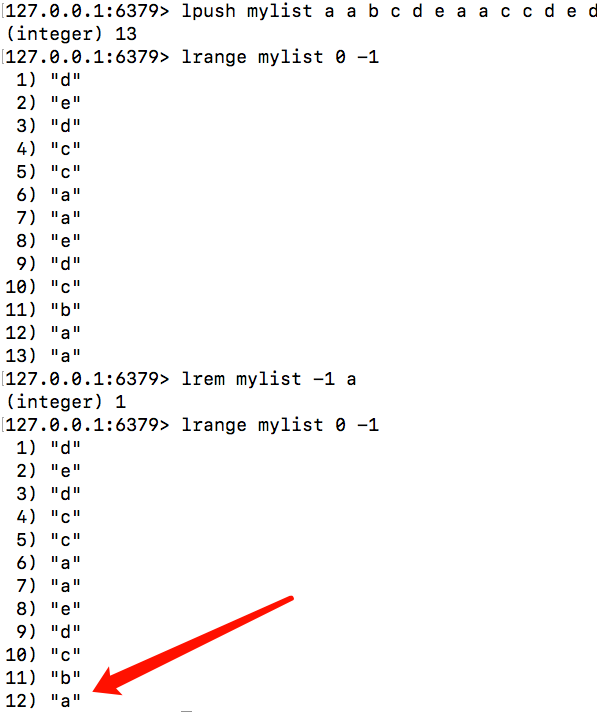 [127.0.0.1:6379> lpush mylist a a b c d e a a c c d e d
(integer) 13
[127.0.0.1:6379> lrange mylist 0 -1
1) "d"
2) "e"
3) "d"
4) "c"
5) "c"
6) "a"
7) "a"
8) "e"
9) "d"
10) "c"
11) "b"
12) "a"
13) "a"
[127.0.0.1:6379> lrem mylist -1 a
(integer) 1
[127.0.0.1:6379> lrange mylist 0 -1
1) "d"
2) "e"
3) "d"
4) "c"
5) "c"
6) "a"
7) "a"
8) "e"
9) "d"
10) "c"
11) "b"
12) "a"